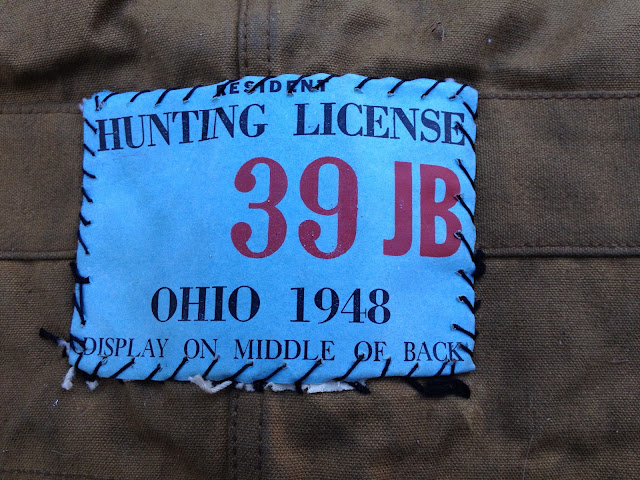 RESIDENT
HUNTING LICENSE
39 JB
OHIO 1948
DISPLAY ON MIDDLE OF BACK